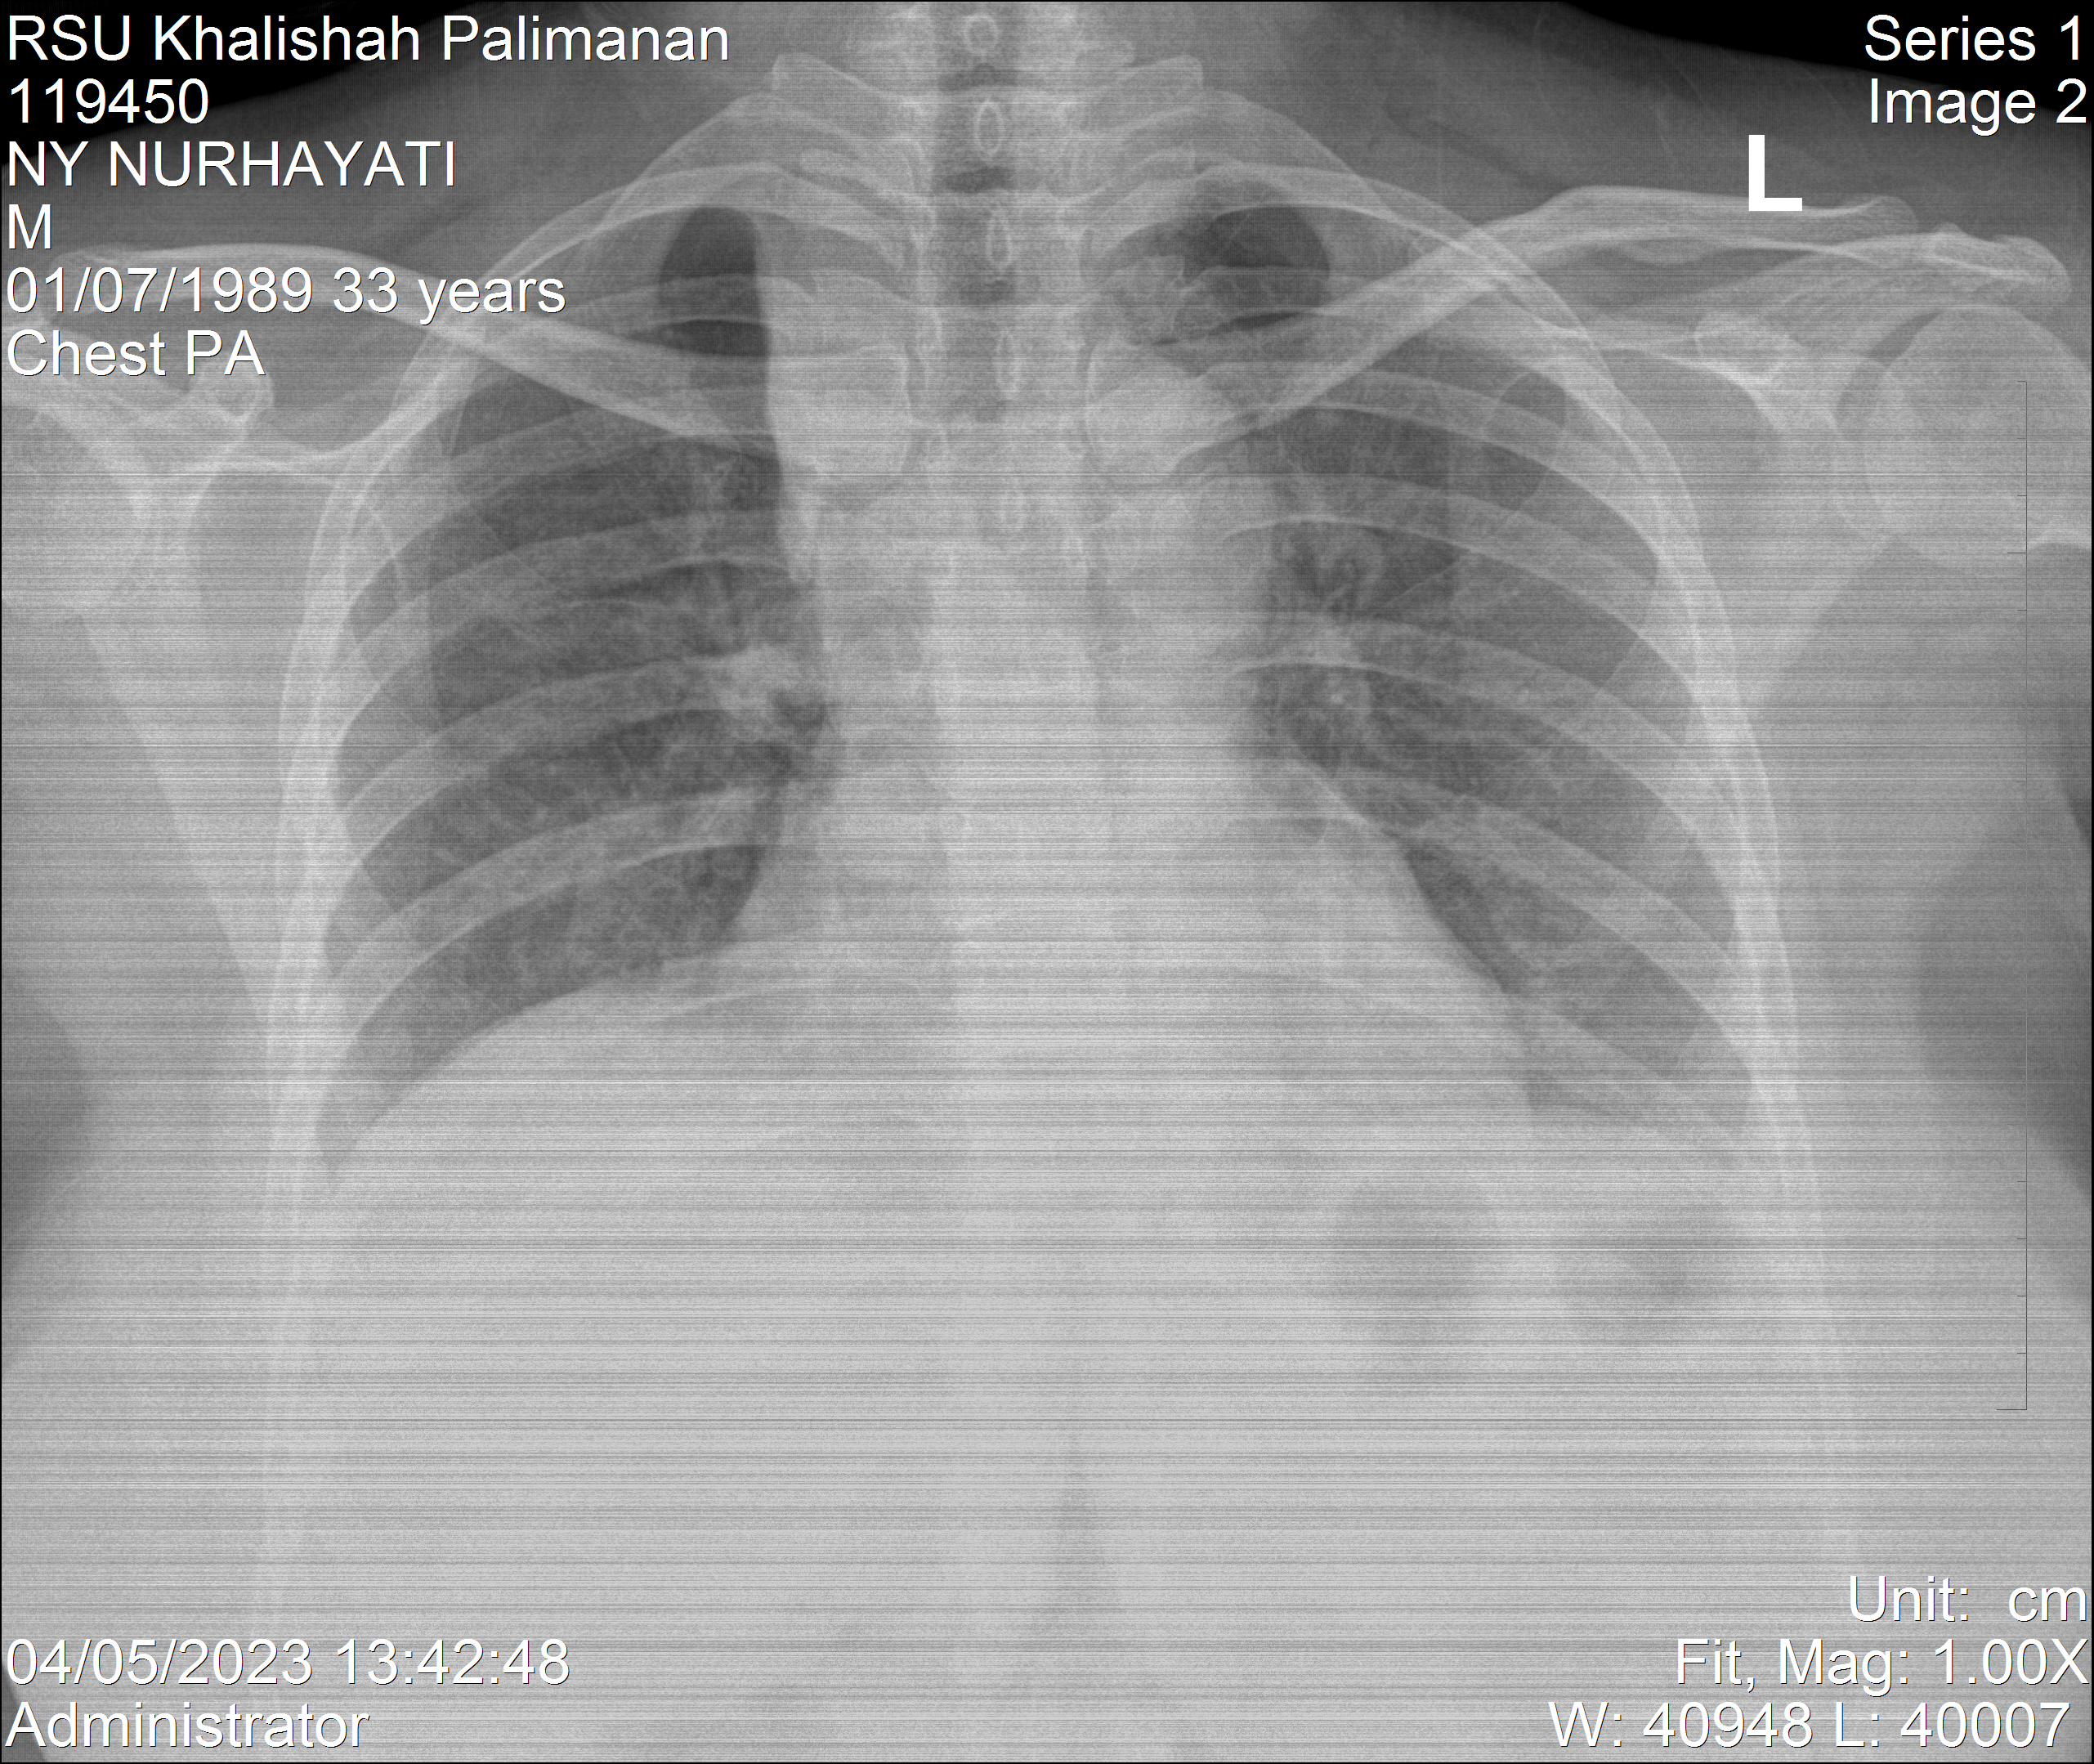 RSU Khalishah Palimanan
119450
NY NURHAYATI
M
01/07/1989 33 years
Chest PA
Series 1
Image 2
L
04/05/2023 13:42:48
Administrator
Unit: cm
Fit, Mag: 1.00X
W: 40948 L: 40007